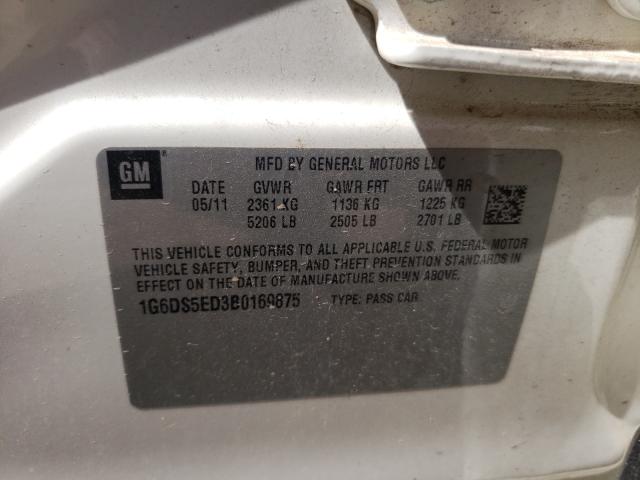 GM
MFD BY GENERAL MOTORS LLC
DATE GVWR GAWR FRT GAWR RR
05/11 2361 KG 1136 KG 1225 KG
5206 LB 2505 LB 2701 LB
THIS VEHICLE CONFORMS TO ALL APPLICABLE U.S. FEDERAL MOTOR
VEHICLE SAFETY, BUMPER, AND THEFT PREVENTION STANDARDS IN
EFFECT ON THE DATE OF MANUFACTURE SHOWN ABOVE.
1G6DS5ED3B0169875 TYPE: PASS CAR